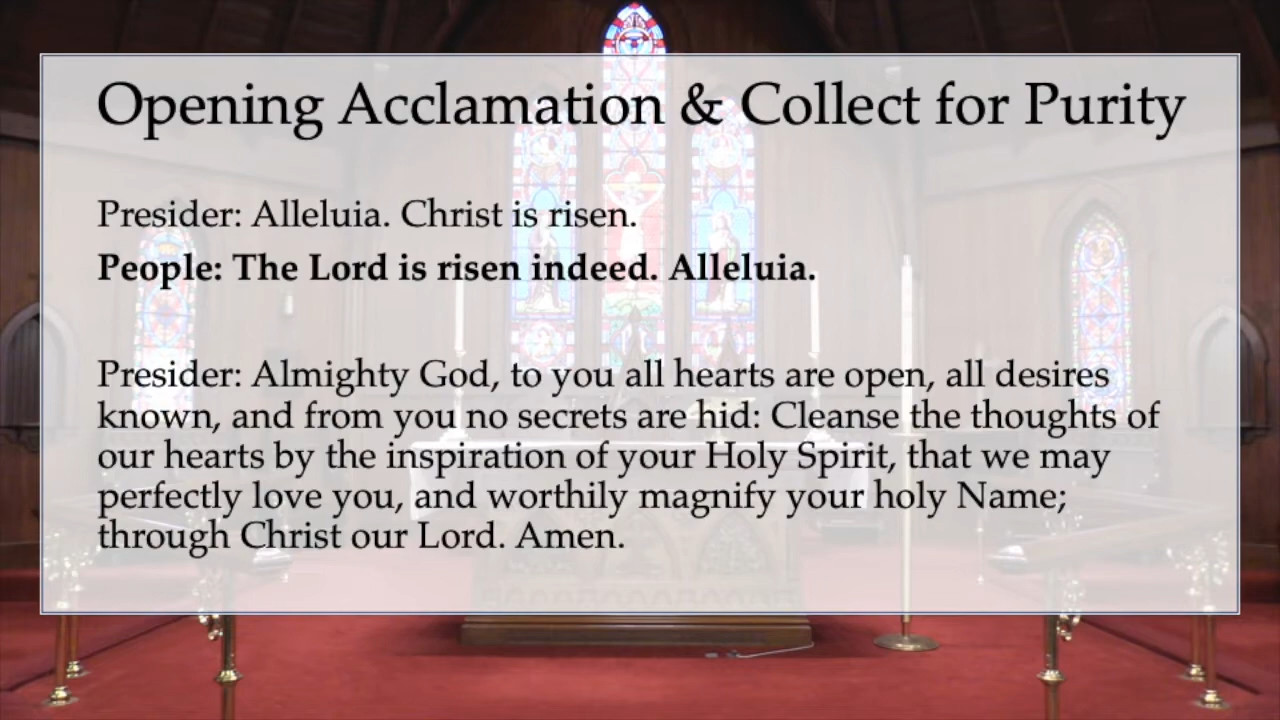 Opening Acclamation & Collect for Purity
Presider: Alleluia. Christ is risen.
People: The Lord is risen indeed. Alleluia.
Presider: Almighty God, to you all hearts are open, all desires
known, and from you no secrets are hid: Cleanse the thoughts of
our hearts by the inspiration of your Holy Spirit, that we may
perfectly love you, and worthily magnify your holy Name;
through Christ our Lord. Amen.